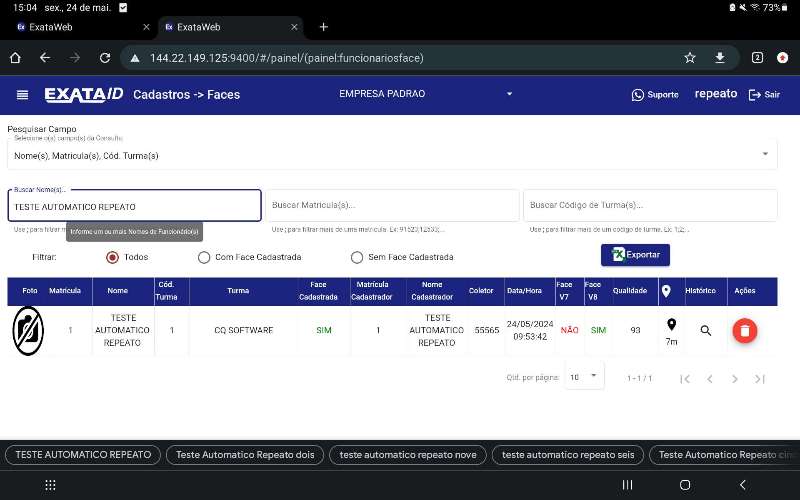 15:04 sex., 24 de mai. 73%
ExataWeb ExataWeb
144.22.149.125:9400/#/painel/(painel:funcionariosface) 2
EXATA ID Cadastros -> Faces EMPRESA PADRAO Suporte repeato Sair
Pesquisar Campo
Selecione o(s) campo(s) da Consulta
Nome(s), Matricula(s), Cód. Turma(s)
Buscar Nome(s)...
TESTE AUTOMATICO REPEATO Buscar Matricula(s)... Buscar Código de Turma(s)...
Use ; para filtrar m Use ; para filtrar mais de uma matrícula. Ex: 91623;12533;... Use ; para filtrar mais de um código de turma. Ex: 1;2;...
Informe um ou mais Nomes de Funcionário(s)
Filtrar: Todos Com Face Cadastrada Sem Face Cadastrada Exportar
Foto Matrícula Nome Cód. Turma Turma Face Cadastrada Matrícula Cadastrador Nome Cadastrador Coletor Data/Hora Face V7 Face V8 Qualidade Histórico Ações
1 TESTE AUTOMATICO REPEATO 1 CQ SOFTWARE SIM 1 TESTE AUTOMATICO REPEATO 55565 24/05/2024 09:53:42 NÃO SIM 93 7m
Qtd. por página: 10 1 - 1 / 1
TESTE AUTOMATICO REPEATO Teste Automatico Repeato dois teste automatico repeato nove teste automatico repeato seis Teste Automatico Repeato cinc